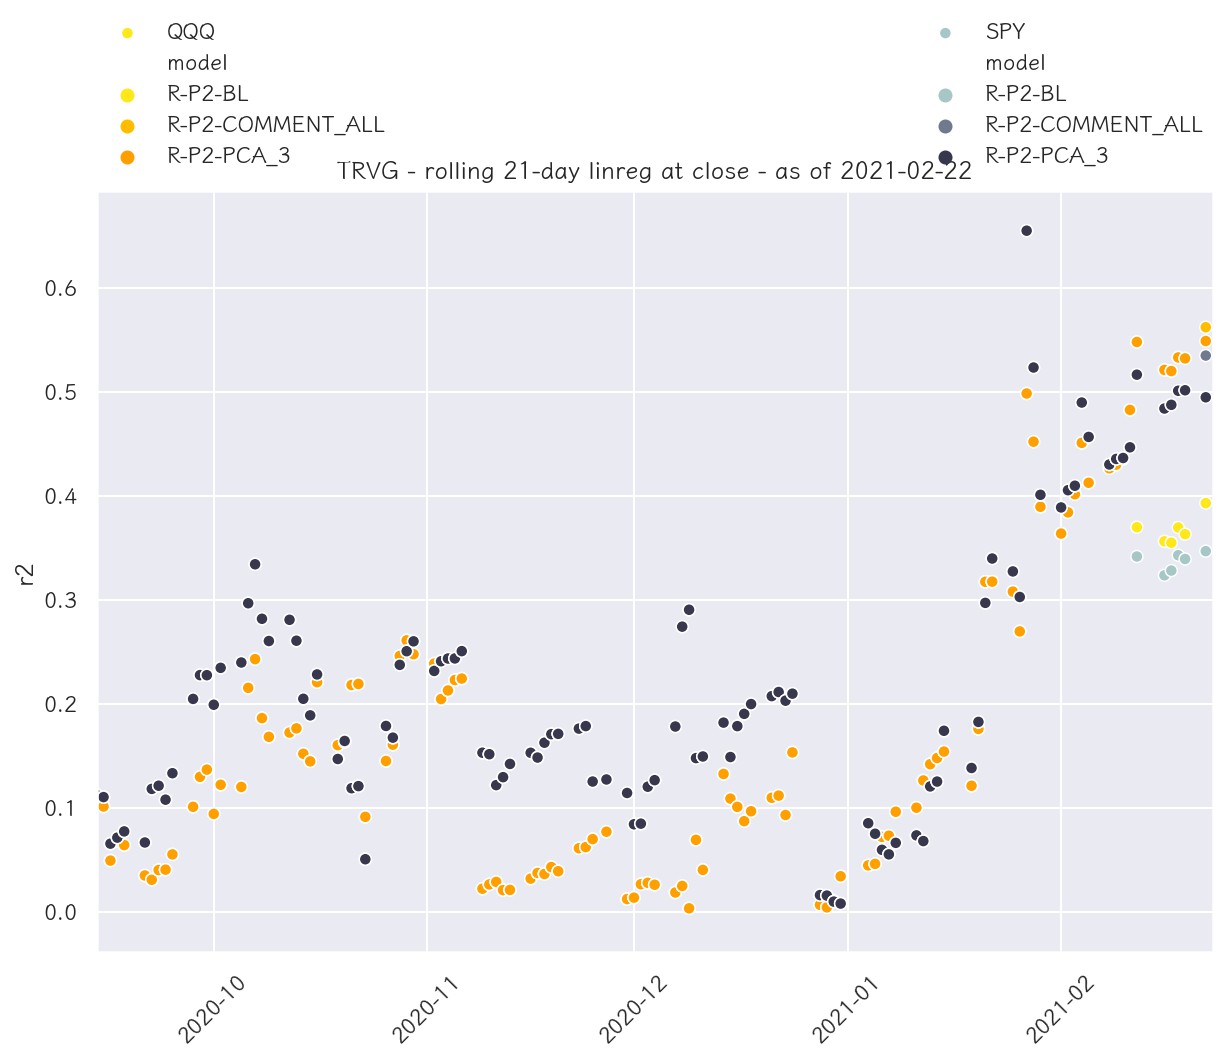 QQQ
model
R-P2-BL
R-P2-COMMENT_ALL
R-P2-PCA_3
SPY
model
R-P2-BL
R-P2-COMMENT_ALL
R-P2-PCA_3
TRVG - rolling 21-day linreg at close - as of 2021-02-22
r2
0.6
0.5
0.4
0.3
0.2
0.1
0.0
2020-10
2020-11
2020-12
2021-01
2021-02